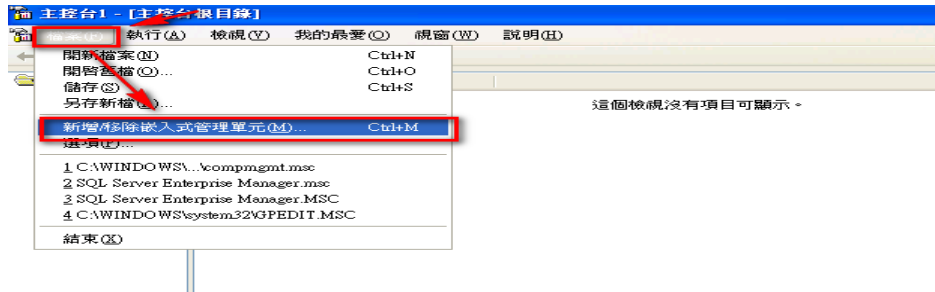 主控台1 - [主控台根目錄]
檔案(F) 執行(A) 檢視(V) 我的最愛(O) 視窗(W) 説明(H)
開新檔案(N) Ctrl+N
開啓舊檔(O)... Ctrl+O
儲存(S) Ctrl+S
另存新檔(A)...
這個檢視沒有項目可顯示。
新增/移除嵌入式管理單元(M)... Ctrl+M
選項(P)...
1 C:\WINDOWS\...\compmgmt.msc
2 SQL Server Enterprise Manager.msc
3 SQL Server Enterprise Manager.MSC
4 C:\WINDOWS\system32\GPEDIT.MSC
結束(X)